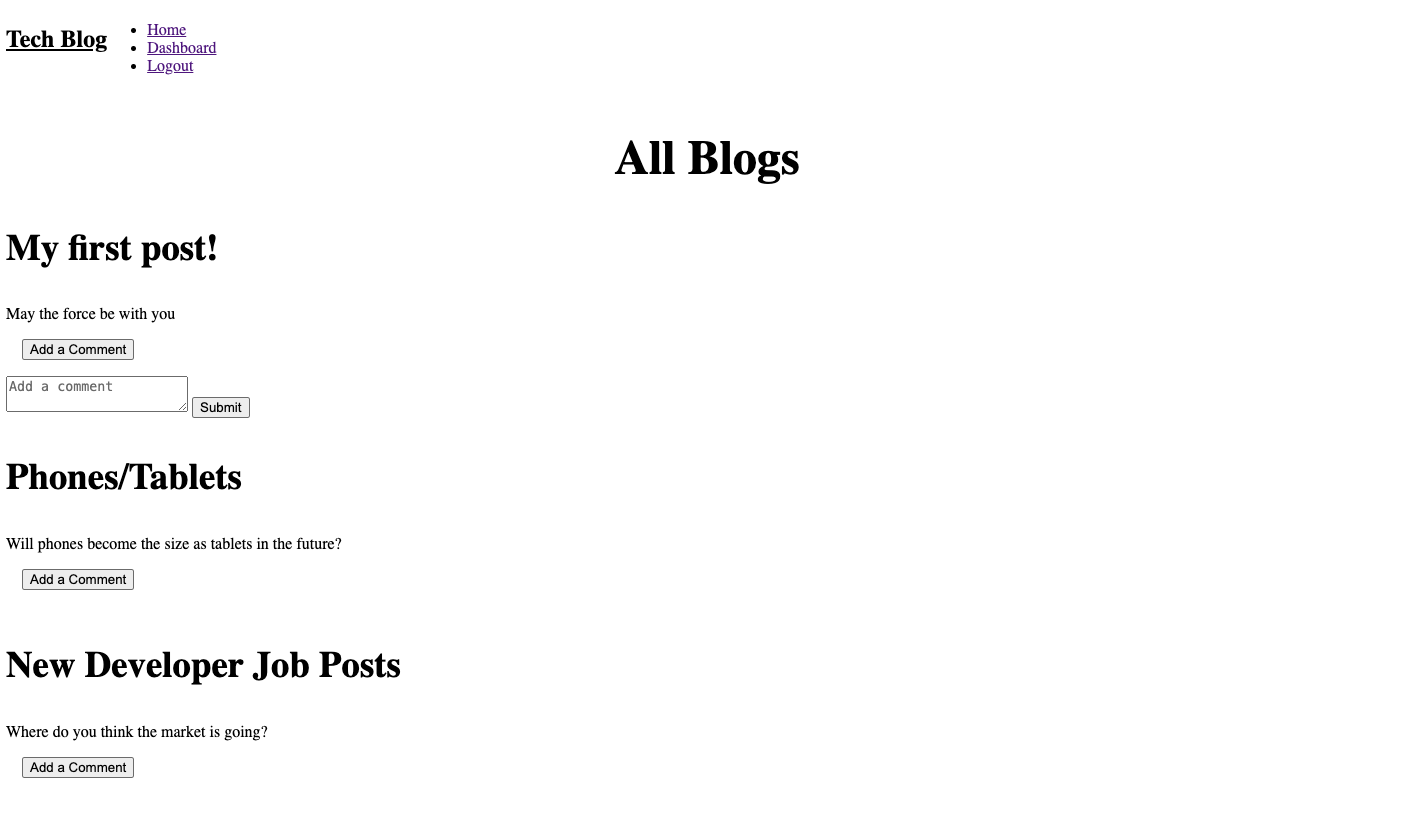 Tech Blog
Home
Dashboard
Logout
All Blogs
My first post!
May the force be with you
Add a Comment
Add a comment
Submit
Phones/Tablets
Will phones become the size as tablets in the future?
Add a Comment
New Developer Job Posts
Where do you think the market is going?
Add a Comment